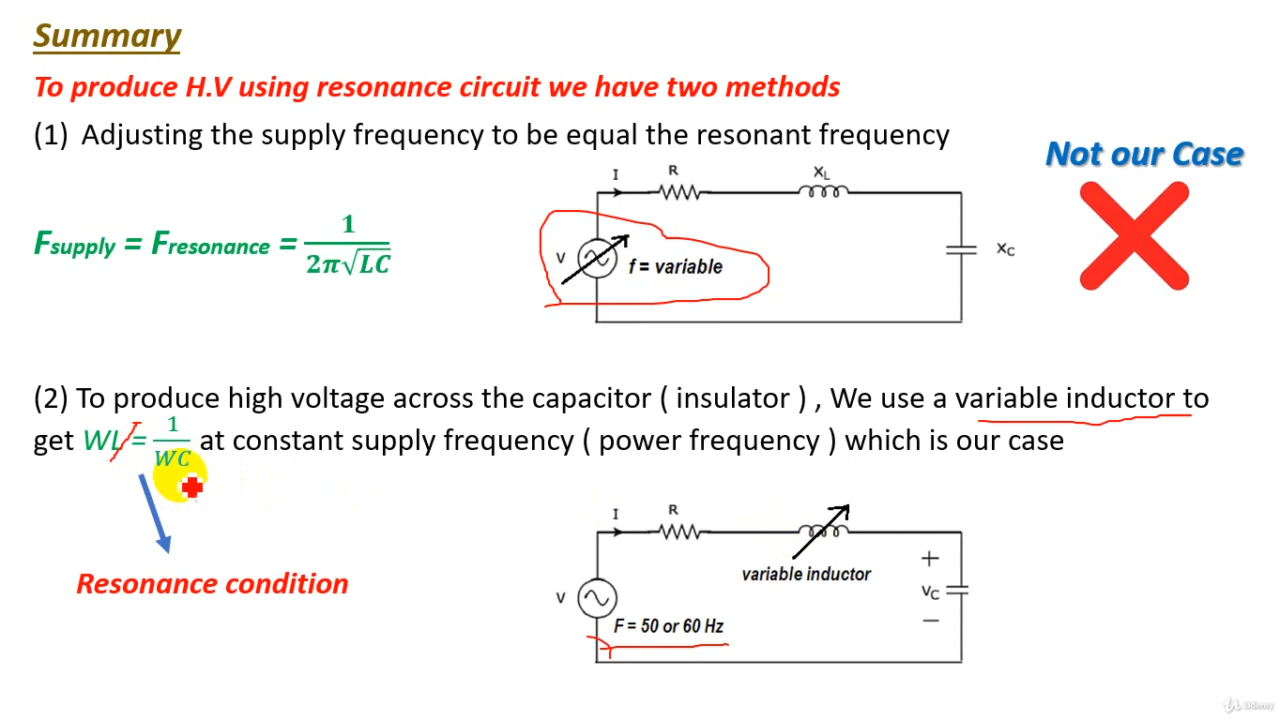 Summary
To produce H.V using resonance circuit we have two methods
(1) Adjusting the supply frequency to be equal the resonant frequency
Not our Case
I R XL
Fsupply = Fresonance = 1/2π√LC
V f = variable XC
(2) To produce high voltage across the capacitor ( insulator ) , We use a variable inductor to
get WL = 1/WC at constant supply frequency ( power frequency ) which is our case
I R
variable inductor
+
Resonance condition
V VC
F = 50 or 60 Hz −
Udemy